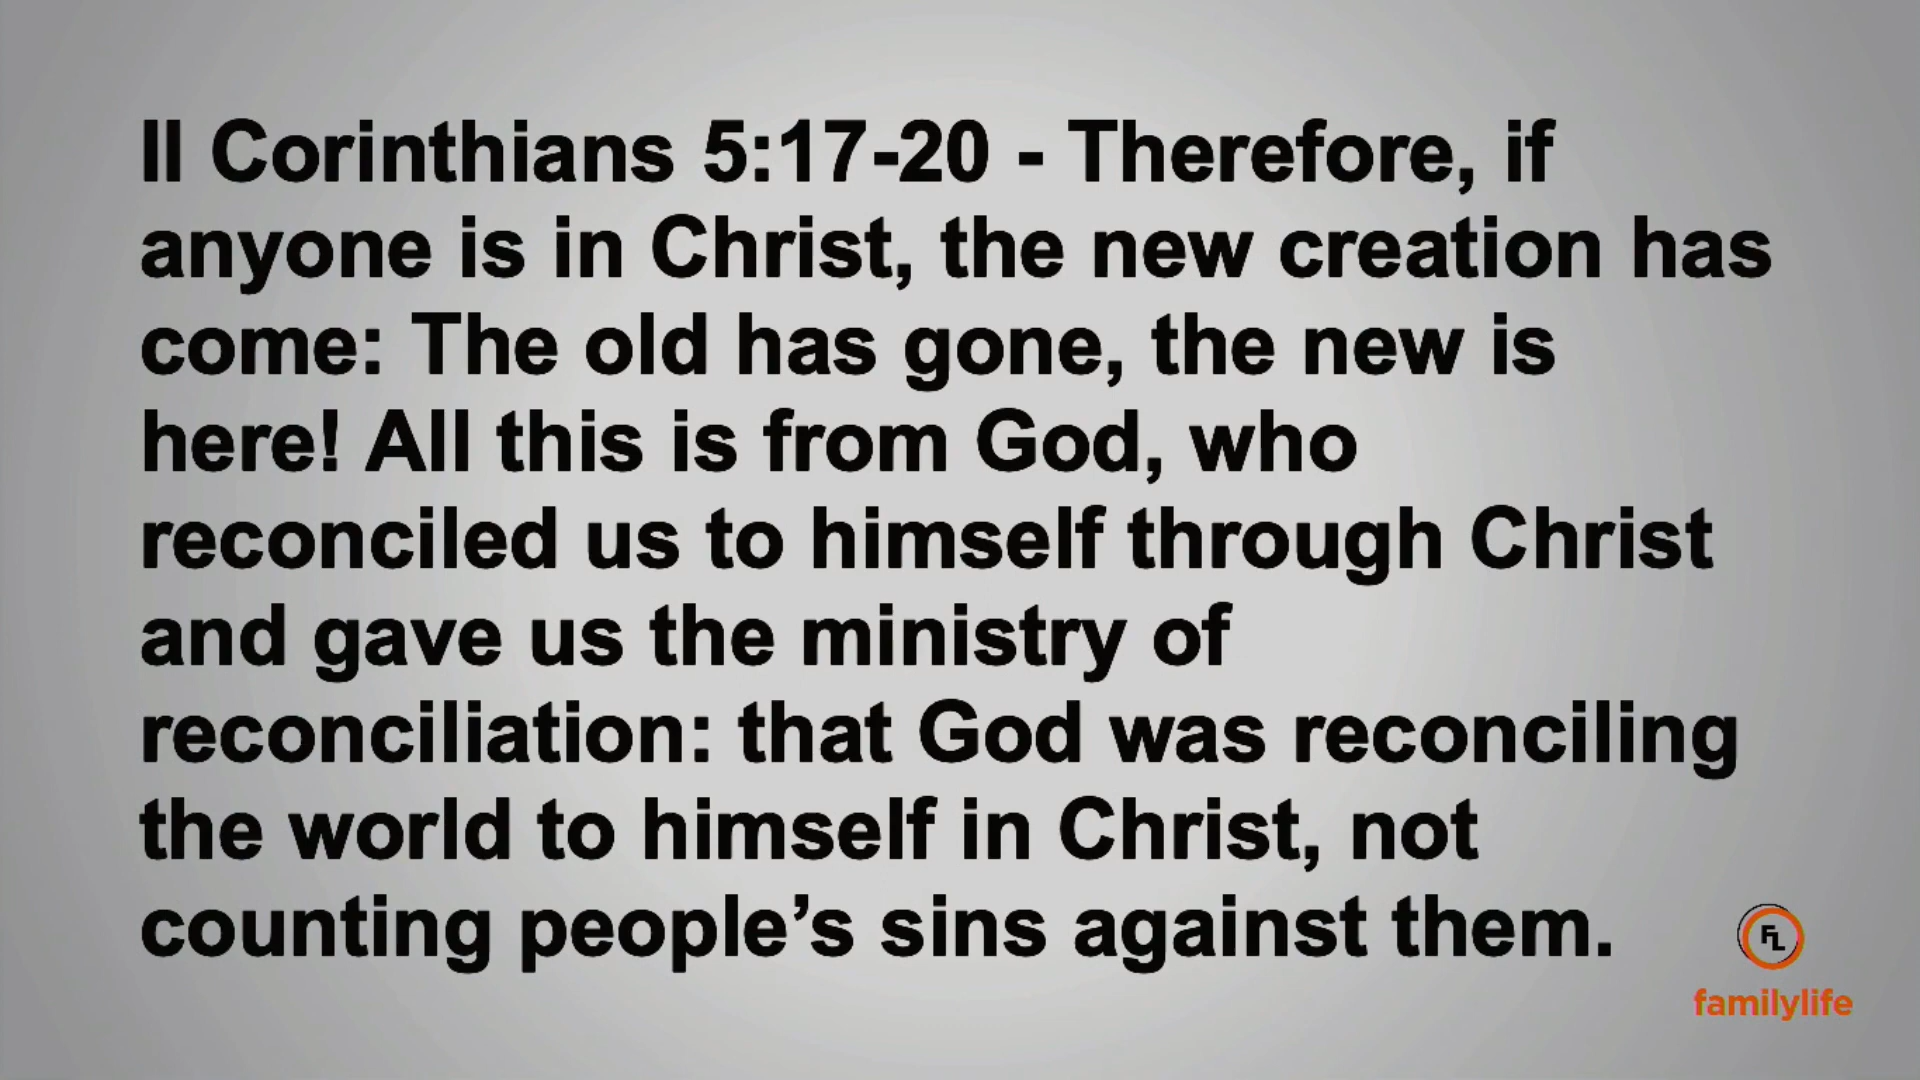 II Corinthians 5:17-20 - Therefore, if
anyone is in Christ, the new creation has
come: The old has gone, the new is
here! All this is from God, who
reconciled us to himself through Christ
and gave us the ministry of
reconciliation: that God was reconciling
the world to himself in Christ, not
counting people’s sins against them.
FL
familylife